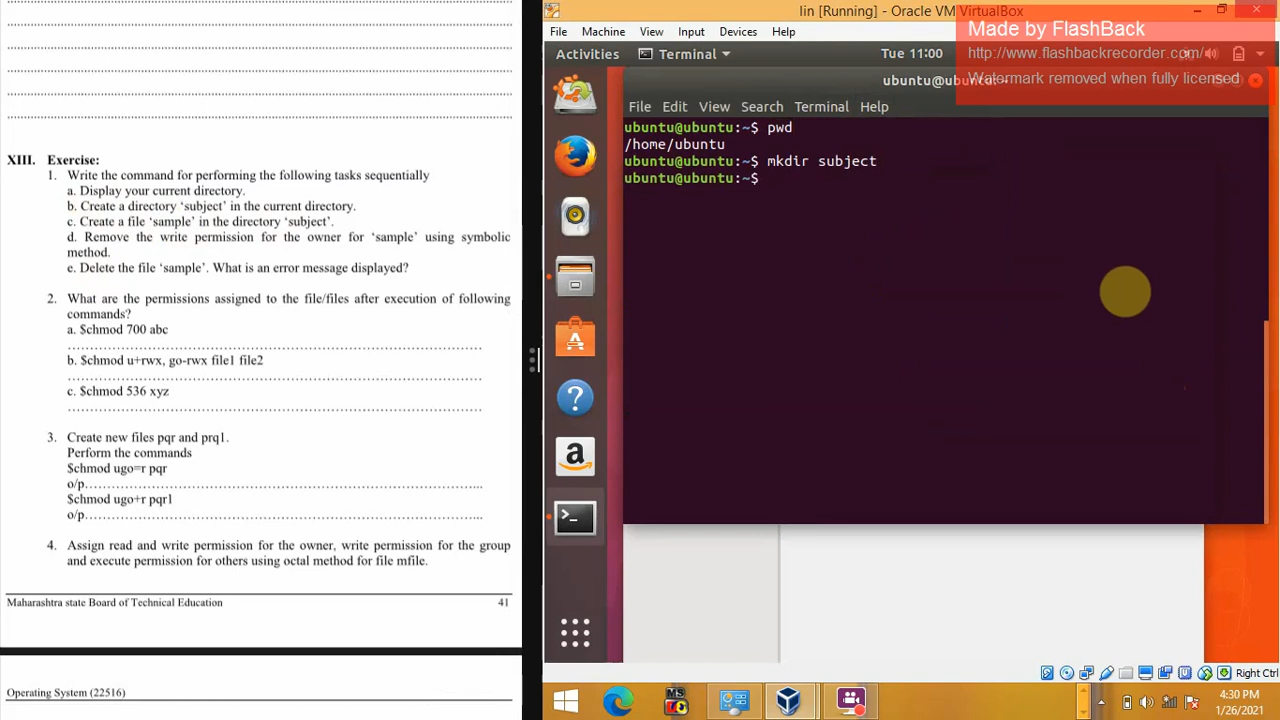 XIII. Exercise:
1. Write the command for performing the following tasks sequentially
a. Display your current directory.
b. Create a directory ‘subject’ in the current directory.
c. Create a file ‘sample’ in the directory ‘subject’.
d. Remove the write permission for the owner for ‘sample’ using symbolic
method.
e. Delete the file ‘sample’. What is an error message displayed?
2. What are the permissions assigned to the file/files after execution of following
commands?
a. $chmod 700 abc
b. $chmod u+rwx, go-rwx file1 file2
c. $chmod 536 xyz
3. Create new files pqr and prq1.
Perform the commands
$chmod ugo=r pqr
o/p
$chmod ugo+r pqr1
o/p
4. Assign read and write permission for the owner, write permission for the group
and execute permission for others using octal method for file mfile.
Maharashtra state Board of Technical Education 41
Operating System (22516)
lin [Running] - Oracle VM VirtualBox
File Machine View Input Devices Help
Made by FlashBack
http://www.flashbackrecorder.com/
Watermark removed when fully licensed
Activities Terminal Tue 11:00
ubuntu@ubuntu:~
File Edit View Search Terminal Help
ubuntu@ubuntu:~$ pwd
/home/ubuntu
ubuntu@ubuntu:~$ mkdir subject
ubuntu@ubuntu:~$
Right Ctrl
MS
4:30 PM
1/26/2021